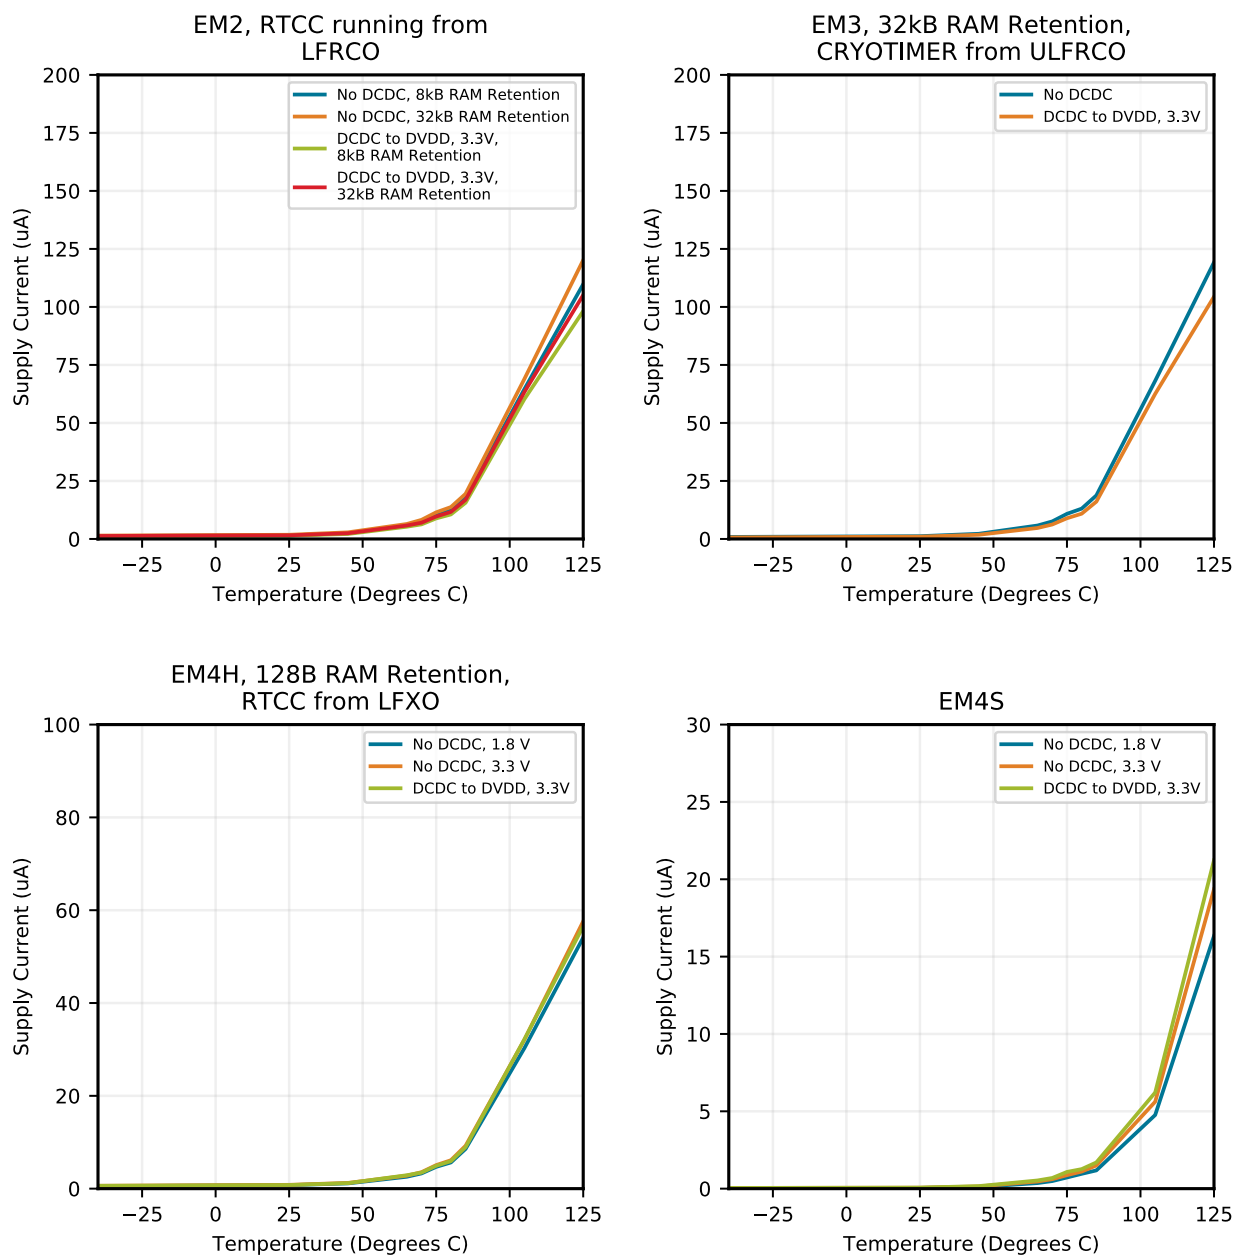 EM2, RTCC running from
LFRCO
200
175
150
125
100
75
50
25
0
Supply Current (uA)
No DCDC, 8kB RAM Retention
No DCDC, 32kB RAM Retention
DCDC to DVDD, 3.3V,
8kB RAM Retention
DCDC to DVDD, 3.3V,
32kB RAM Retention
−25 0 25 50 75 100 125
Temperature (Degrees C)
EM3, 32kB RAM Retention,
CRYOTIMER from ULFRCO
200
175
150
125
100
75
50
25
0
Supply Current (uA)
No DCDC
DCDC to DVDD, 3.3V
−25 0 25 50 75 100 125
Temperature (Degrees C)
EM4H, 128B RAM Retention,
RTCC from LFXO
100
80
60
40
20
0
Supply Current (uA)
No DCDC, 1.8 V
No DCDC, 3.3 V
DCDC to DVDD, 3.3V
−25 0 25 50 75 100 125
Temperature (Degrees C)
EM4S
30
25
20
15
10
5
0
Supply Current (uA)
No DCDC, 1.8 V
No DCDC, 3.3 V
DCDC to DVDD, 3.3V
−25 0 25 50 75 100 125
Temperature (Degrees C)